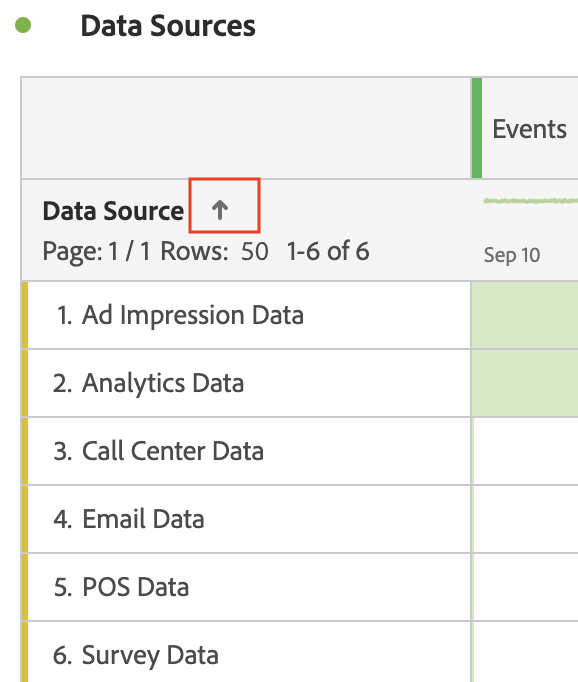 Data Sources
Events
Data Source ↑
Page: 1 / 1 Rows: 50 1-6 of 6
Sep 10
1. Ad Impression Data
2. Analytics Data
3. Call Center Data
4. Email Data
5. POS Data
6. Survey Data